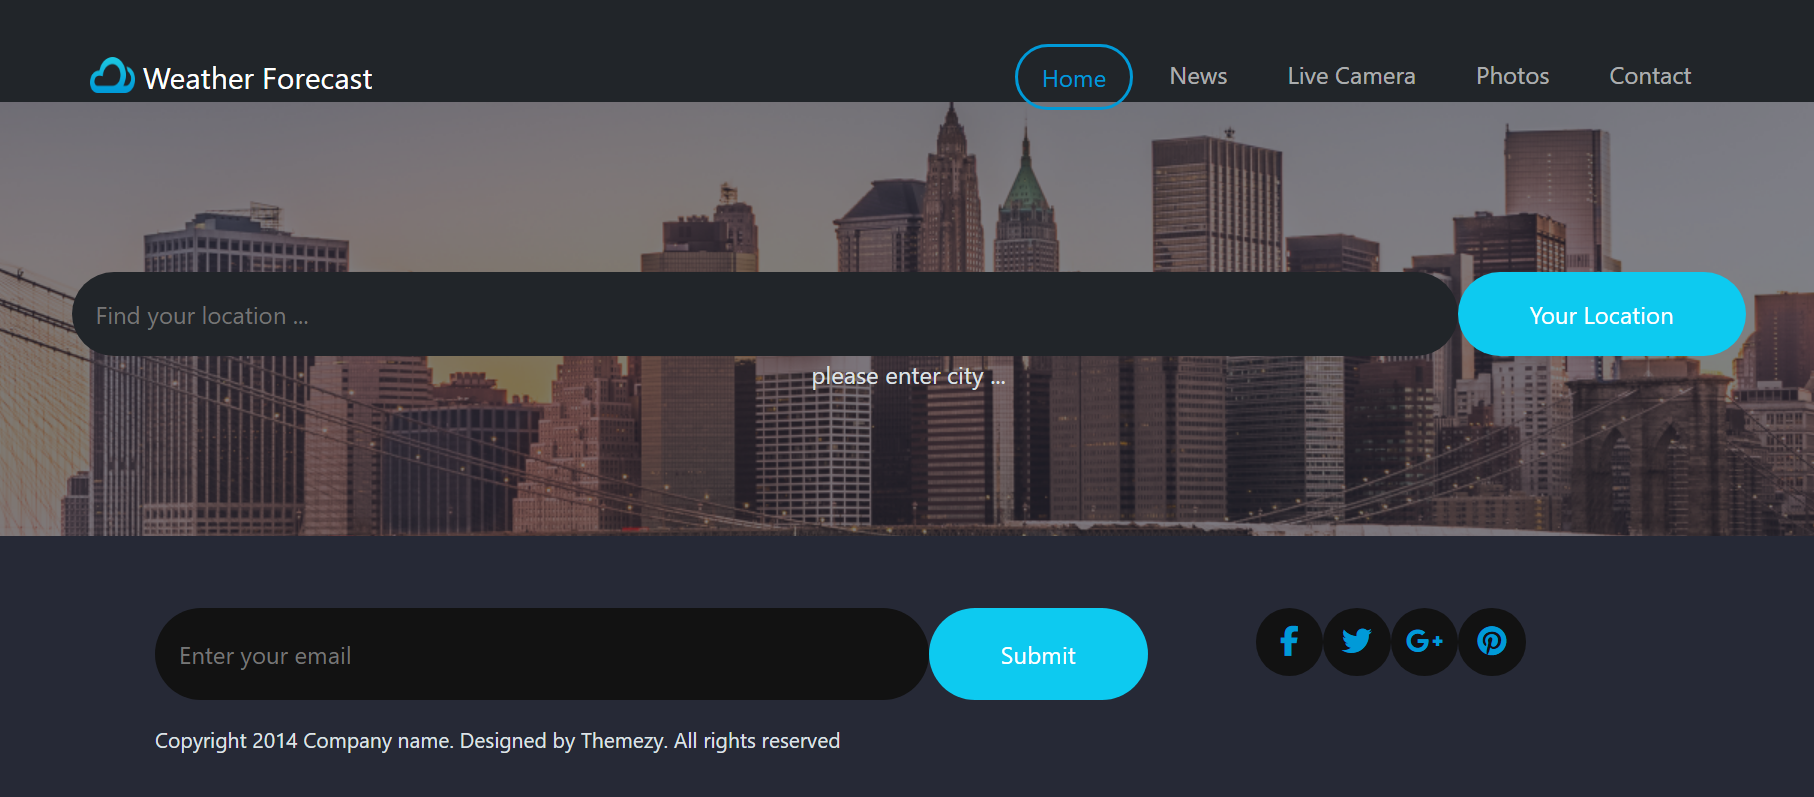 Weather Forecast
Home News Live Camera Photos Contact
Find your location ... Your Location
please enter city ...
Enter your email Submit
Copyright 2014 Company name. Designed by Themezy. All rights reserved